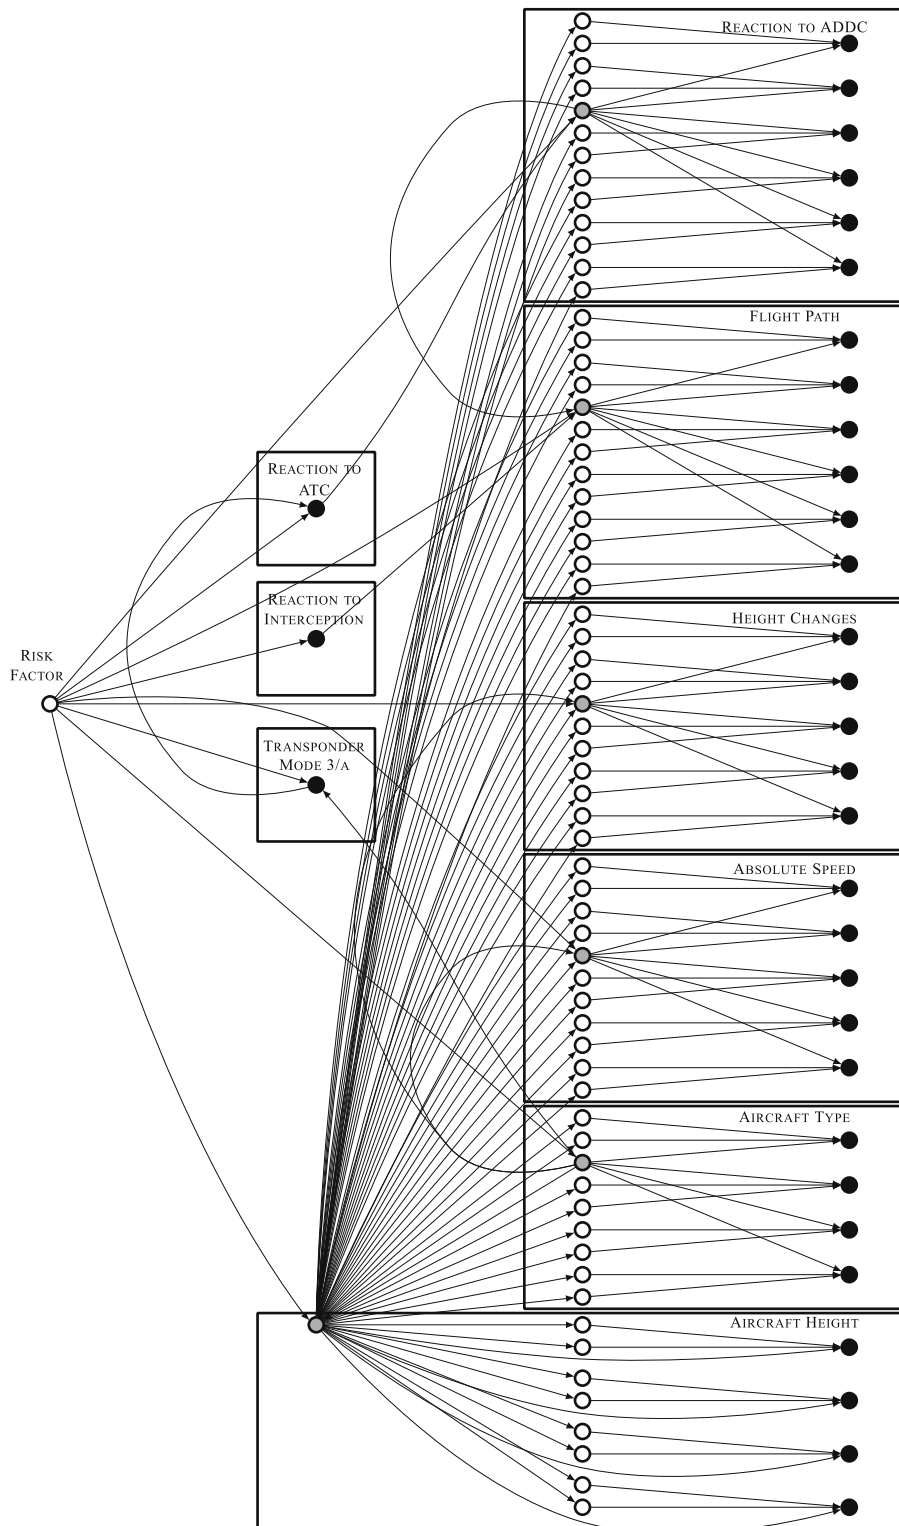 REACTION TO ADDC
FLIGHT PATH
REACTION TO
ATC
REACTION TO
INTERCEPTION
HEIGHT CHANGES
RISK
FACTOR
TRANSPONDER
MODE 3/A
ABSOLUTE SPEED
AIRCRAFT TYPE
AIRCRAFT HEIGHT